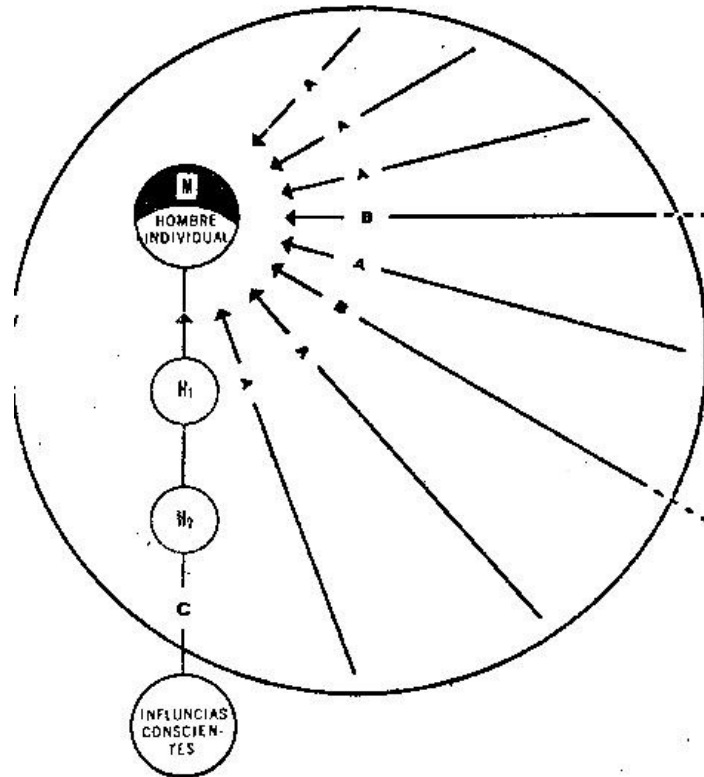 A
A
A
M
HOMBRE
INDIVIDUAL
B
A
B
A
A
H1
H2
C
INFLUNCIAS
CONSCIEN-
TES